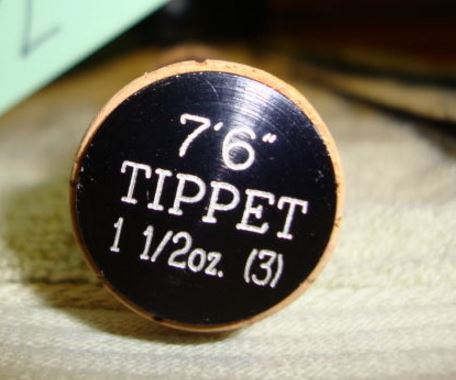 7'6"
TIPPET
1 1/2oz. (3)